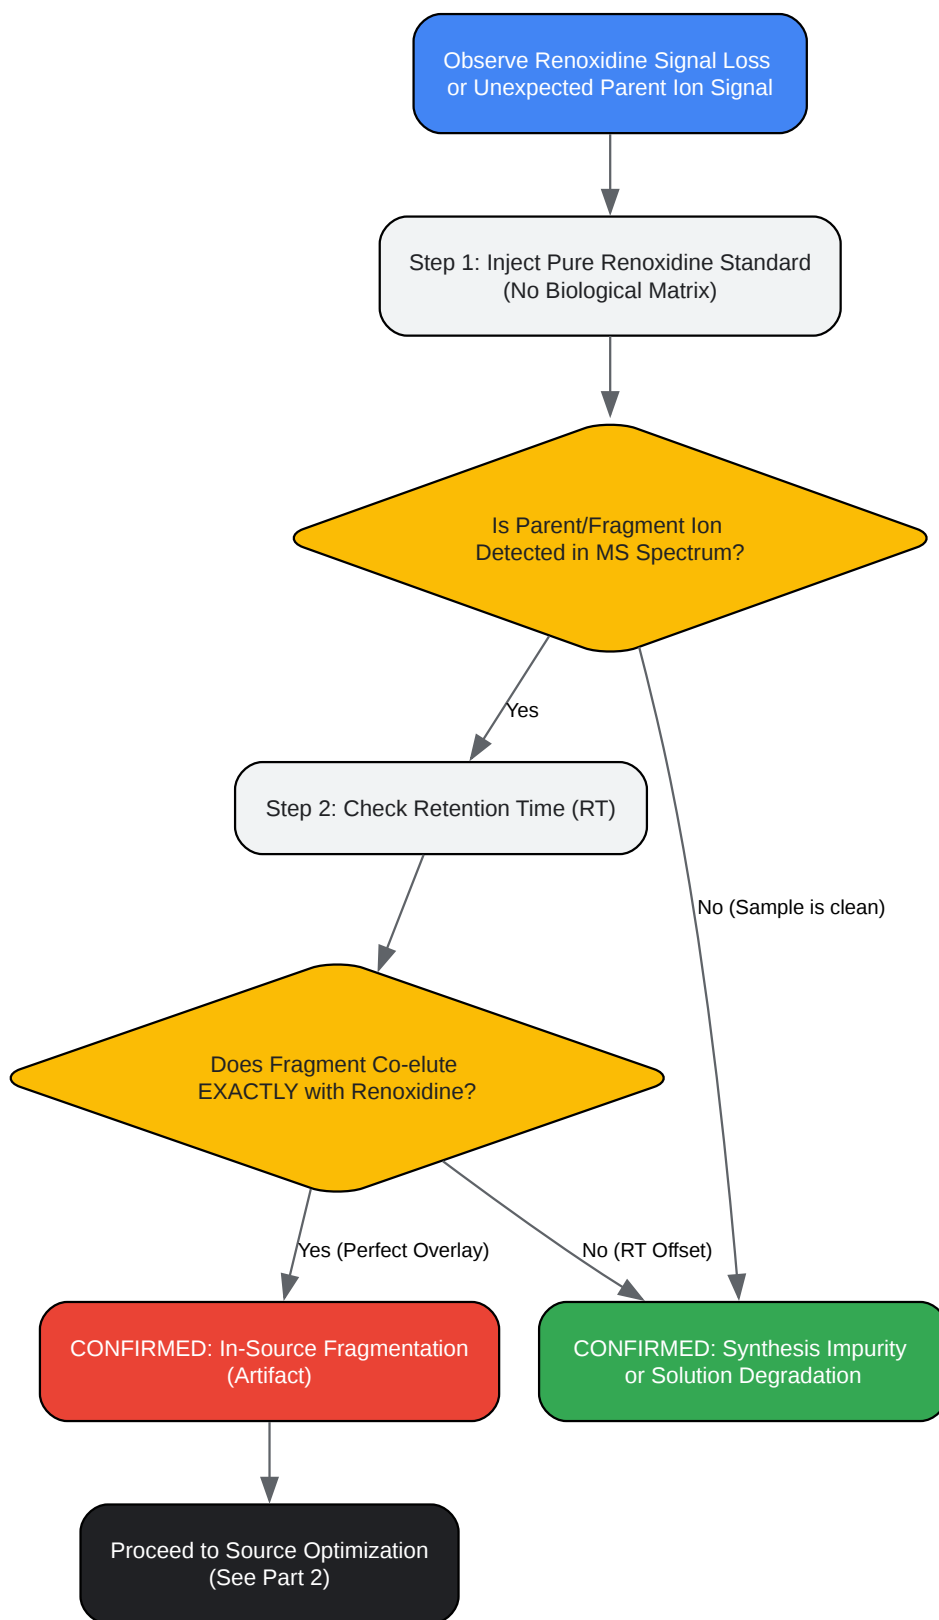 Observe Renoxidine Signal Loss
or Unexpected Parent Ion Signal
Step 1: Inject Pure Renoxidine Standard
(No Biological Matrix)
Is Parent/Fragment Ion
Detected in MS Spectrum?
Yes
Step 2: Check Retention Time (RT)
No (Sample is clean)
Does Fragment Co-elute
EXACTLY with Renoxidine?
Yes (Perfect Overlay)
No (RT Offset)
CONFIRMED: In-Source Fragmentation
(Artifact)
CONFIRMED: Synthesis Impurity
or Solution Degradation
Proceed to Source Optimization
(See Part 2)